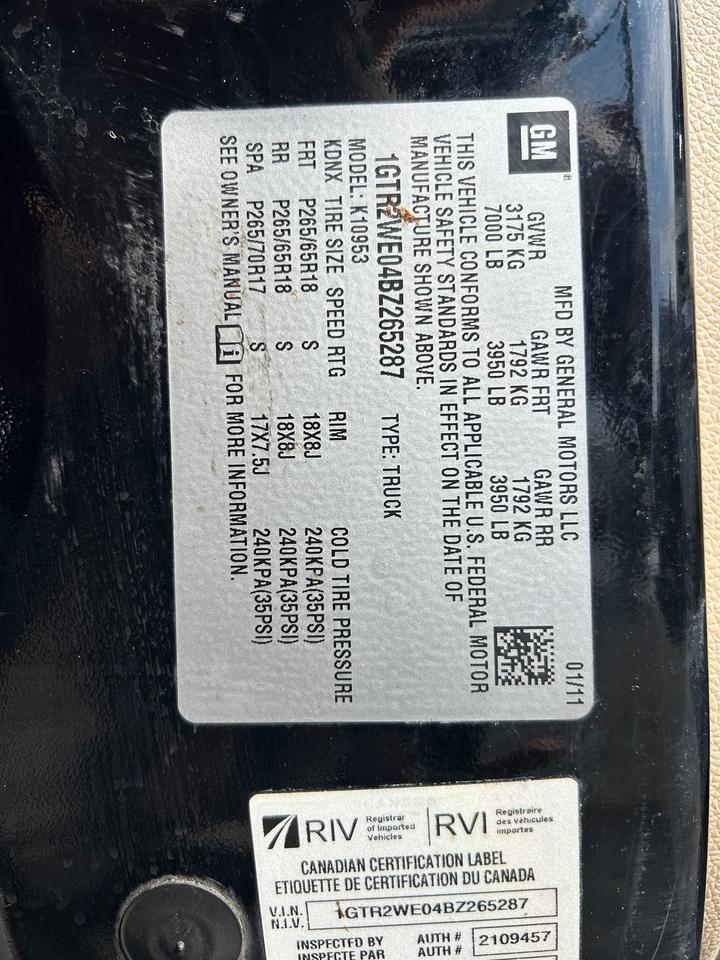 GM®
MFD BY GENERAL MOTORS LLC 01/11
GVWR GAWR FRT GAWR RR
3175 KG 1792 KG 1792 KG
7000 LB 3950 LB 3950 LB
THIS VEHICLE CONFORMS TO ALL APPLICABLE U.S. FEDERAL MOTOR
VEHICLE SAFETY STANDARDS IN EFFECT ON THE DATE OF
MANUFACTURE SHOWN ABOVE.
1GTR2WE04BZ265287 TYPE: TRUCK
MODEL: K10953
KDNX TIRE SIZE SPEED RTG RIM COLD TIRE PRESSURE
FRT P265/65R18 S 18X8J 240KPA(35PSI)
RR P265/65R18 S 18X8J 240KPA(35PSI)
SPA P265/70R17 S 17X7.5J 240KPA(35PSI)
SEE OWNER'S MANUAL FOR MORE INFORMATION.
RIV Registrar of Imported Vehicles RVI Registraire des véhicules importés
CANADIAN CERTIFICATION LABEL
ETIQUETTE DE CERTIFICATION DU CANADA
V.I.N. 1GTR2WE04BZ265287
N.I.V.
INSPECTED BY AUTH # 2109457
INSPECTE PAR AUTH #